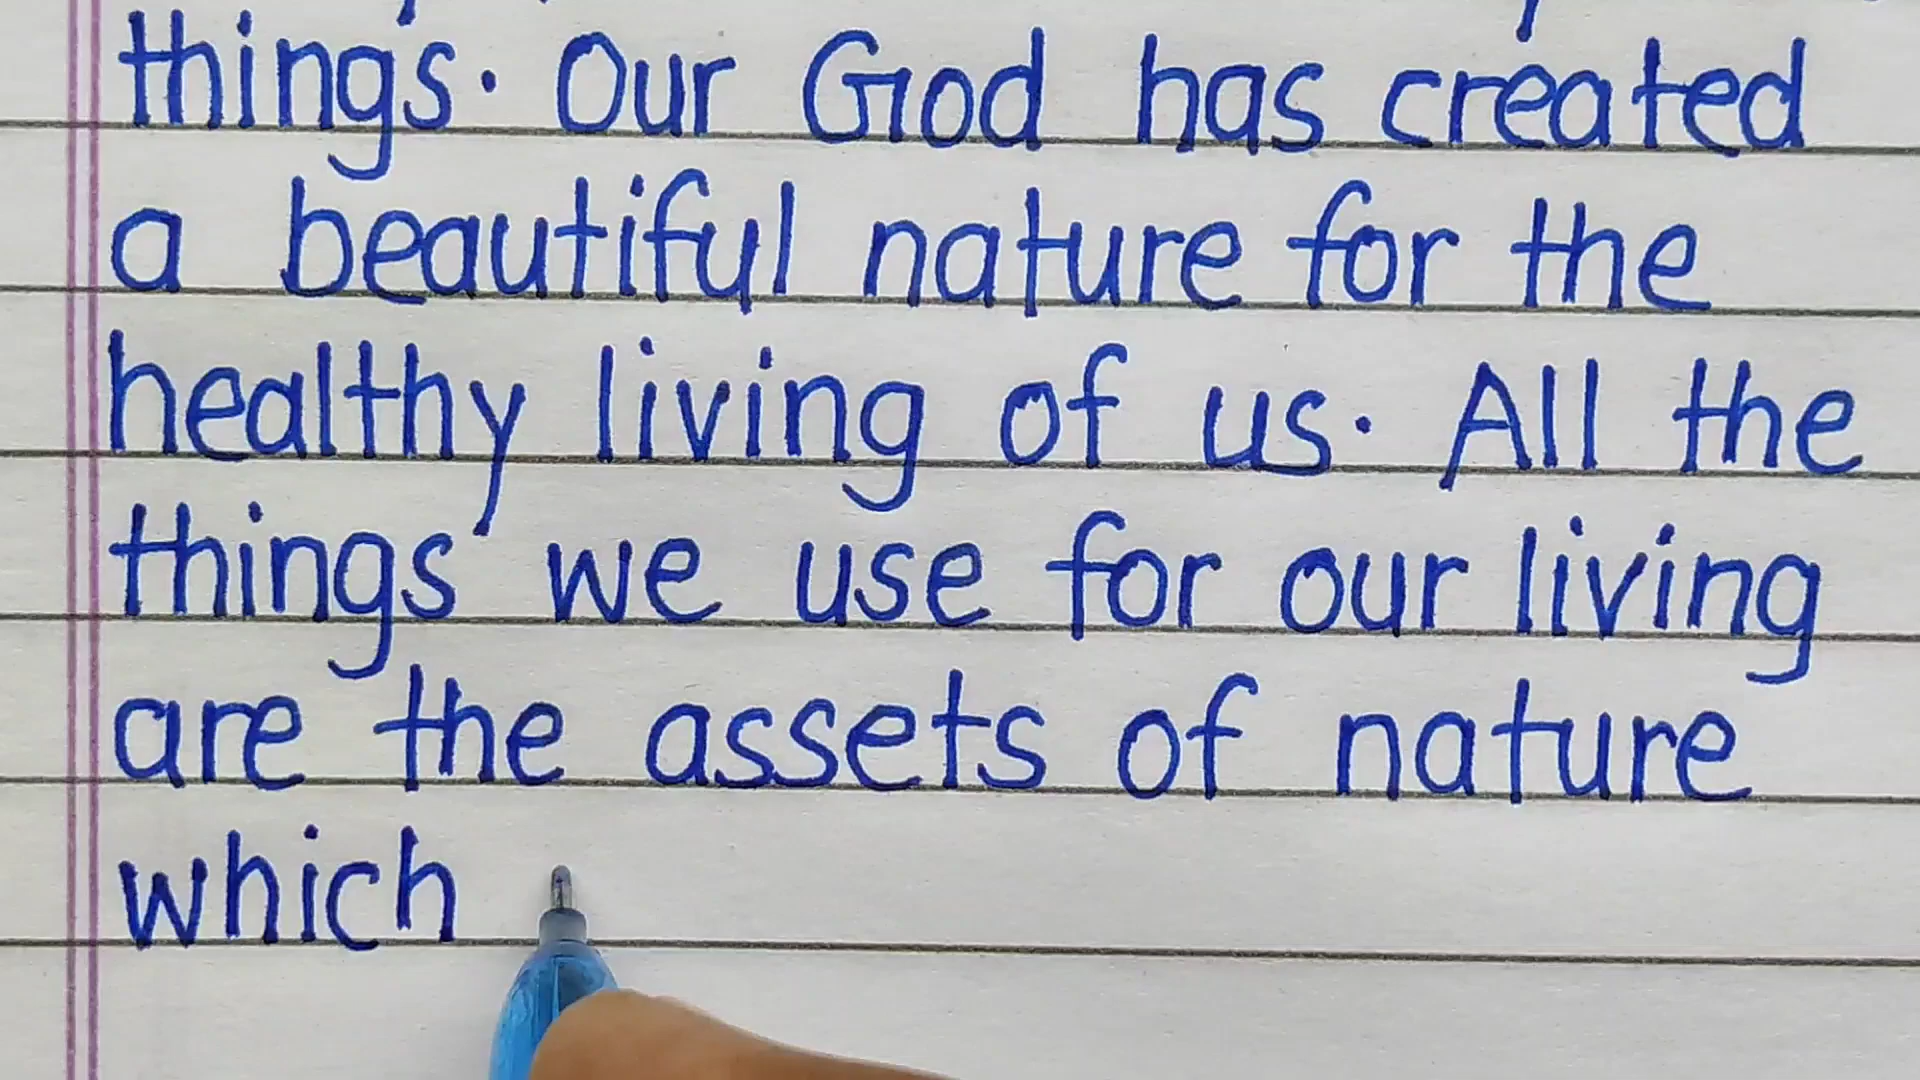 things. Our God has created
a beautiful nature for the
healthy living of us. All the
things we use for our living
are the assets of nature
which